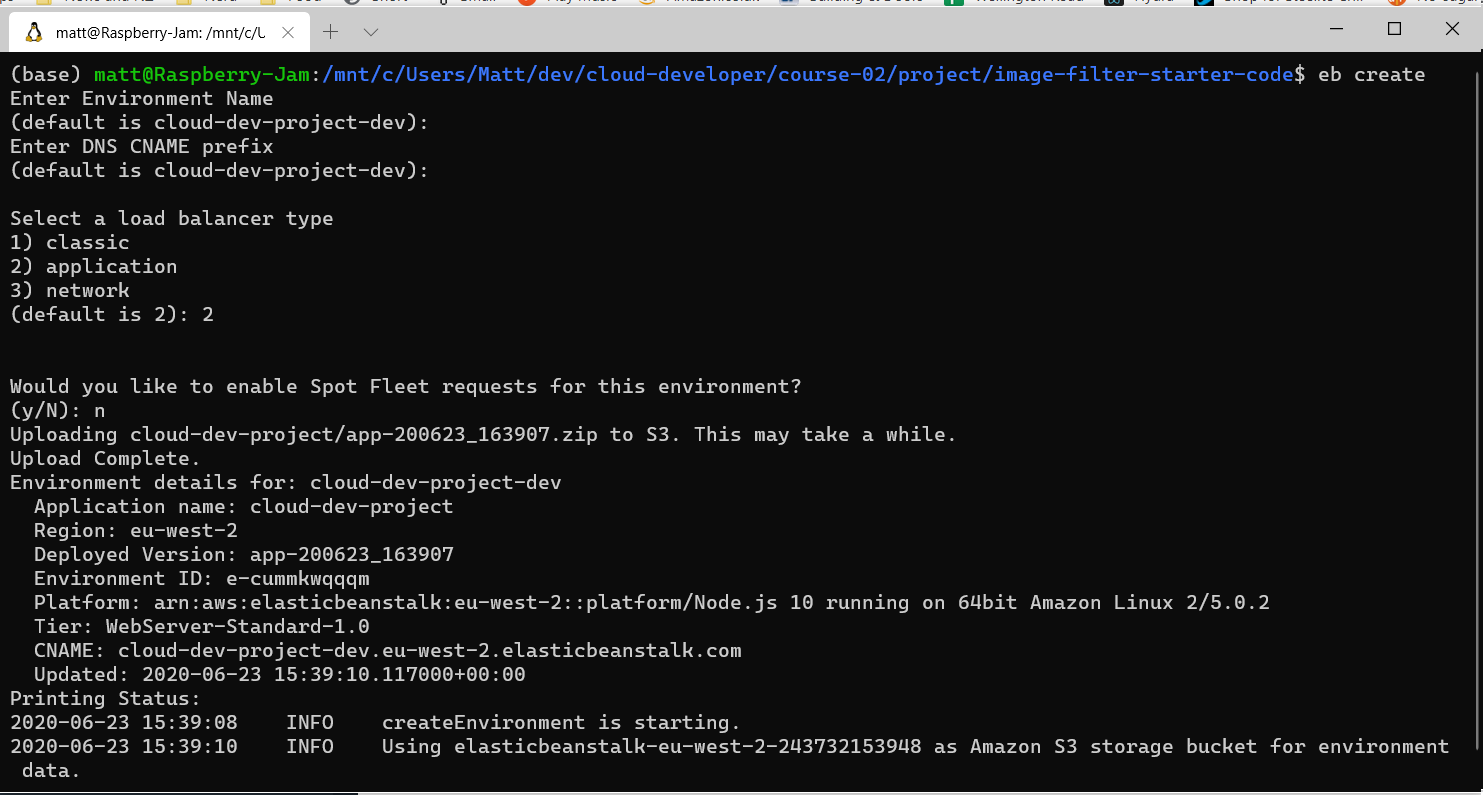 matt@Raspberry-Jam: /mnt/c/U
(base) matt@Raspberry-Jam:/mnt/c/Users/Matt/dev/cloud-developer/course-02/project/image-filter-starter-code$ eb create
Enter Environment Name
(default is cloud-dev-project-dev):
Enter DNS CNAME prefix
(default is cloud-dev-project-dev):
Select a load balancer type
1) classic
2) application
3) network
(default is 2): 2
Would you like to enable Spot Fleet requests for this environment?
(y/N): n
Uploading cloud-dev-project/app-200623_163907.zip to S3. This may take a while.
Upload Complete.
Environment details for: cloud-dev-project-dev
  Application name: cloud-dev-project
  Region: eu-west-2
  Deployed Version: app-200623_163907
  Environment ID: e-cummkwqqqm
  Platform: arn:aws:elasticbeanstalk:eu-west-2::platform/Node.js 10 running on 64bit Amazon Linux 2/5.0.2
  Tier: WebServer-Standard-1.0
  CNAME: cloud-dev-project-dev.eu-west-2.elasticbeanstalk.com
  Updated: 2020-06-23 15:39:10.117000+00:00
Printing Status:
2020-06-23 15:39:08    INFO    createEnvironment is starting.
2020-06-23 15:39:10    INFO    Using elasticbeanstalk-eu-west-2-243732153948 as Amazon S3 storage bucket for environment
 data.